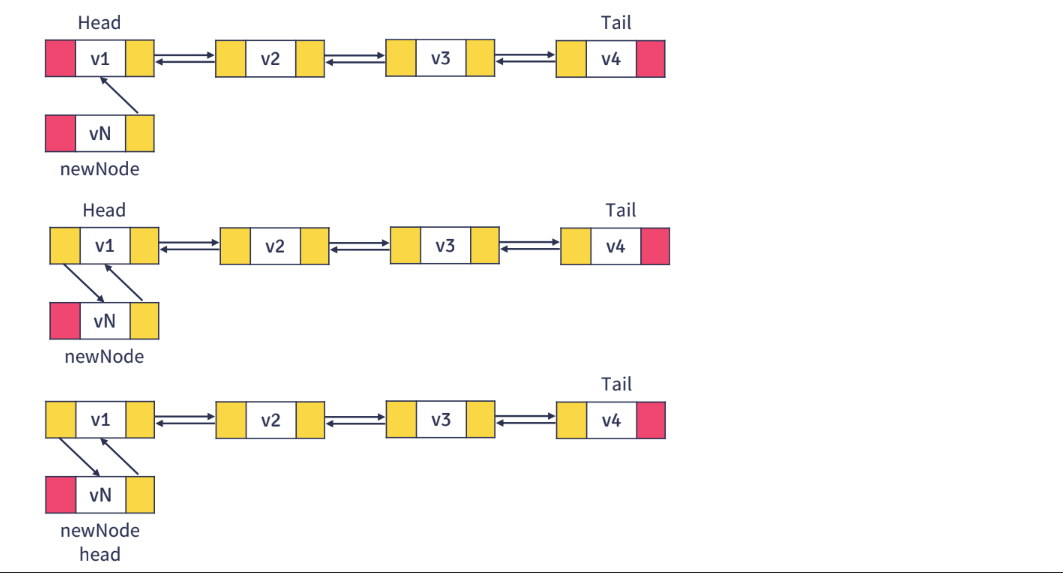 Head Tail
v1 v2 v3 v4
vN
newNode
Head Tail
v1 v2 v3 v4
vN
newNode
Tail
v1 v2 v3 v4
vN
newNode
head